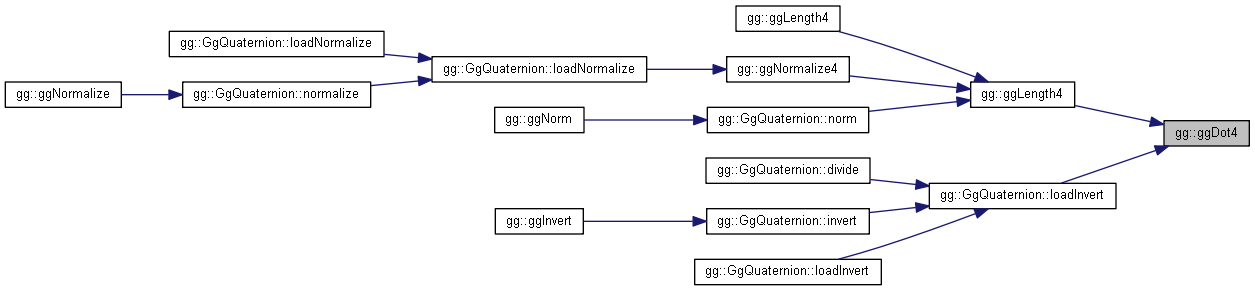 gg::ggLength4
gg::GgQuaternion::loadNormalize
gg::GgQuaternion::loadNormalize
gg::ggNormalize4
gg::ggNormalize
gg::GgQuaternion::normalize
gg::ggLength4
gg::ggNorm
gg::GgQuaternion::norm
gg::ggDot4
gg::GgQuaternion::divide
gg::GgQuaternion::loadInvert
gg::ggInvert
gg::GgQuaternion::invert
gg::GgQuaternion::loadInvert